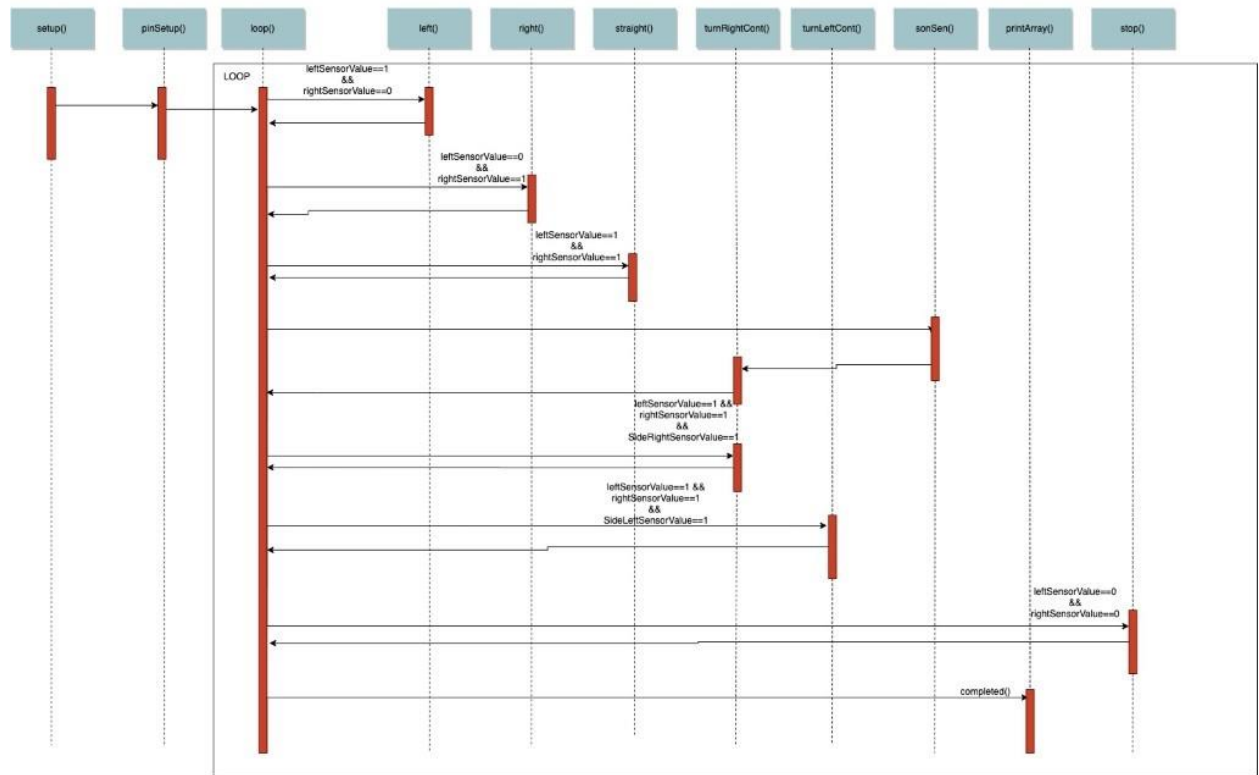 setup()
pinSetup()
loop()
left()
right()
straight()
turnRightCont()
turnLeftCont()
sonSen()
printArray()
stop()
LOOP
leftSensorValue==1
&&
rightSensorValue==0
leftSensorValue==0
&&
rightSensorValue==1
leftSensorValue==1
&&
rightSensorValue==1
leftSensorValue==1 &&
rightSensorValue==1
&&
SideRightSensorValue==1
leftSensorValue==1 &&
rightSensorValue==1
&&
SideLeftSensorValue==1
leftSensorValue==0
&&
rightSensorValue==0
completed()